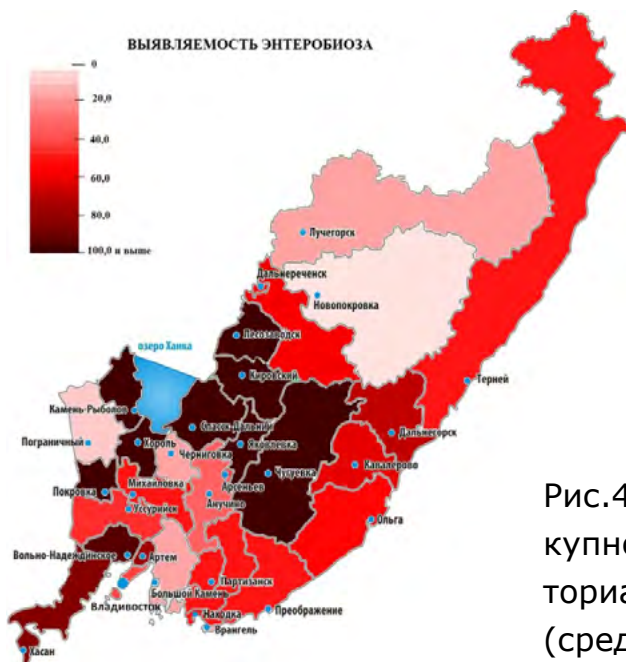 ВЫЯВЛЯЕМОСТЬ ЭНТЕРОБИОЗА
0
20,0
40,0
60,0
80,0
100,0 и выше
Лучегорск
Дальнереченск
Новопокровка
Лесозаводск
озеро Ханка
Кировский
Терней
Камень-Рыболов
Спасск-Дальний
Дальнегорск
Пограничный
Хороль
Яковлевка
Черниговка
Кавалерово
Чугуевка
Арсеньев
Покровка
Михайловка
Анучино
Уссурийск
Ольга
Вольно-Надеждинское
Артем
Партизанск
Большой Камень
Владивосток
Преображение
Находка
Врангель
Хасан
Рис.4
купно
ториа
(сред